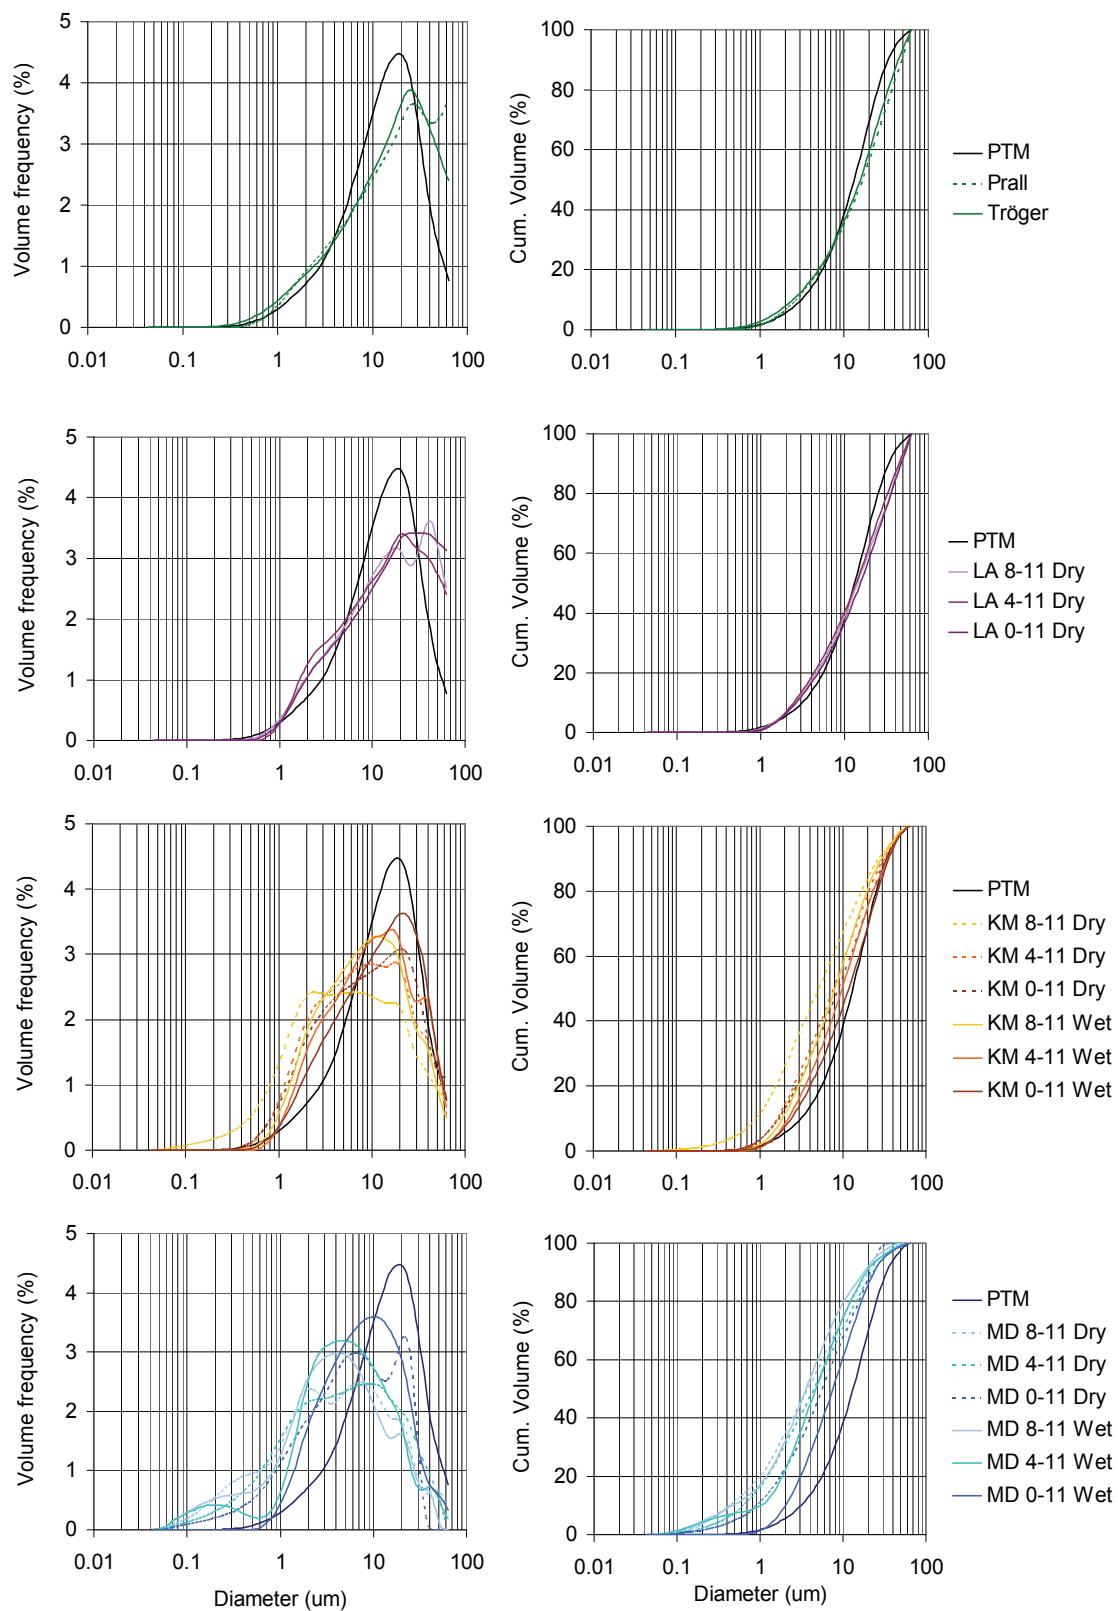 Volume frequency (%)
5
4
3
2
1
0
0.01 0.1 1 10 100
Cum. Volume (%)
100
80
60
40
20
0
0.01 0.1 1 10 100
PTM
Prall
Tröger
Volume frequency (%)
5
4
3
2
1
0
0.01 0.1 1 10 100
Cum. Volume (%)
100
80
60
40
20
0
0.01 0.1 1 10 100
PTM
LA 8-11 Dry
LA 4-11 Dry
LA 0-11 Dry
Volume frequency (%)
5
4
3
2
1
0
0.01 0.1 1 10 100
Cum. Volume (%)
100
80
60
40
20
0
0.01 0.1 1 10 100
PTM
KM 8-11 Dry
KM 4-11 Dry
KM 0-11 Dry
KM 8-11 Wet
KM 4-11 Wet
KM 0-11 Wet
Volume frequency (%)
5
4
3
2
1
0
0.01 0.1 1 10 100
Diameter (um)
Cum. Volume (%)
100
80
60
40
20
0
0.01 0.1 1 10 100
Diameter (um)
PTM
MD 8-11 Dry
MD 4-11 Dry
MD 0-11 Dry
MD 8-11 Wet
MD 4-11 Wet
MD 0-11 Wet